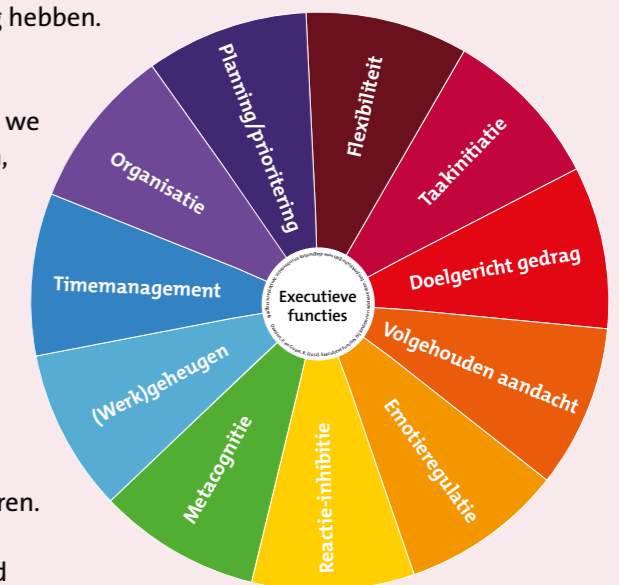 hebben.
we
Flexibiliteit
Taakinitiatie
Doelgericht gedrag
Volgehouden aandacht
Emotieregulatie
Reactie-inhibitie
Metacognitie
(Werk)geheugen
Timemanagement
Organisatie
Planning/prioritering
Executieve
functies